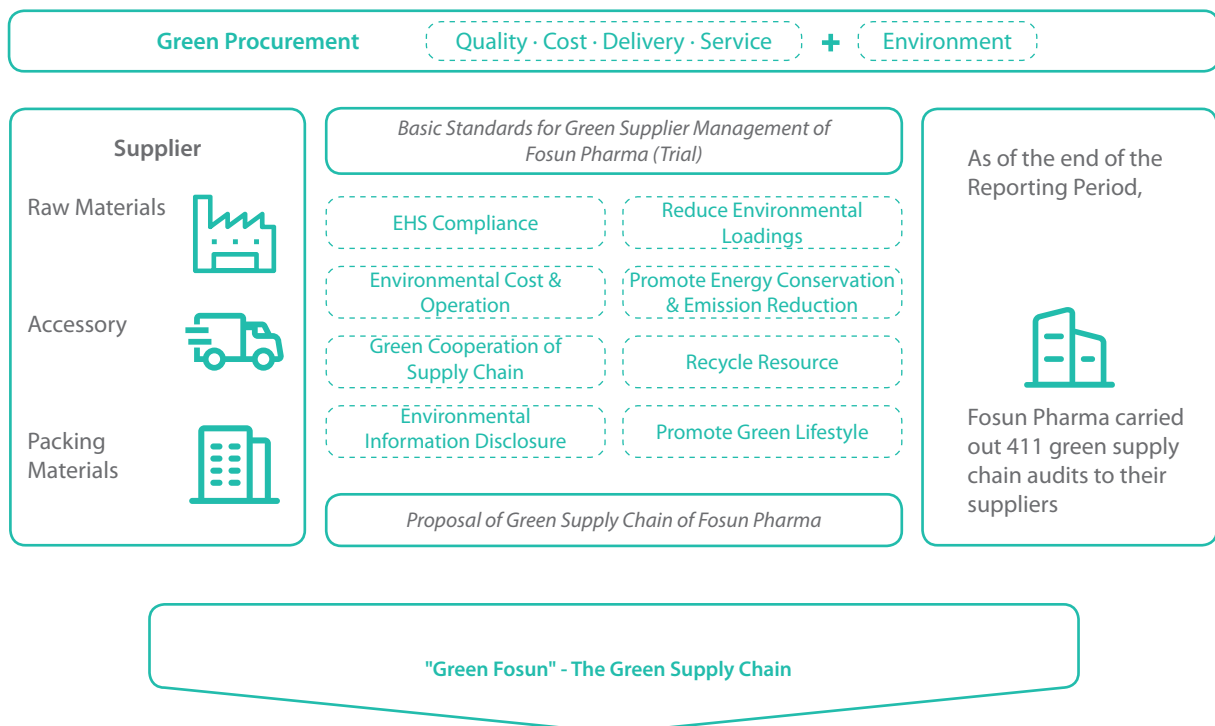 Green Procurement
Quality · Cost · Delivery · Service
+
Environment
Supplier
Raw Materials
Accessory
Packing
Materials
Basic Standards for Green Supplier Management of
Fosun Pharma (Trial)
EHS Compliance
Reduce Environmental
Loadings
Environmental Cost &
Operation
Promote Energy Conservation
& Emission Reduction
Green Cooperation of
Supply Chain
Recycle Resource
Environmental
Information Disclosure
Promote Green Lifestyle
Proposal of Green Supply Chain of Fosun Pharma
As of the end of the
Reporting Period,
Fosun Pharma carried
out 411 green supply
chain audits to their
suppliers
"Green Fosun" - The Green Supply Chain